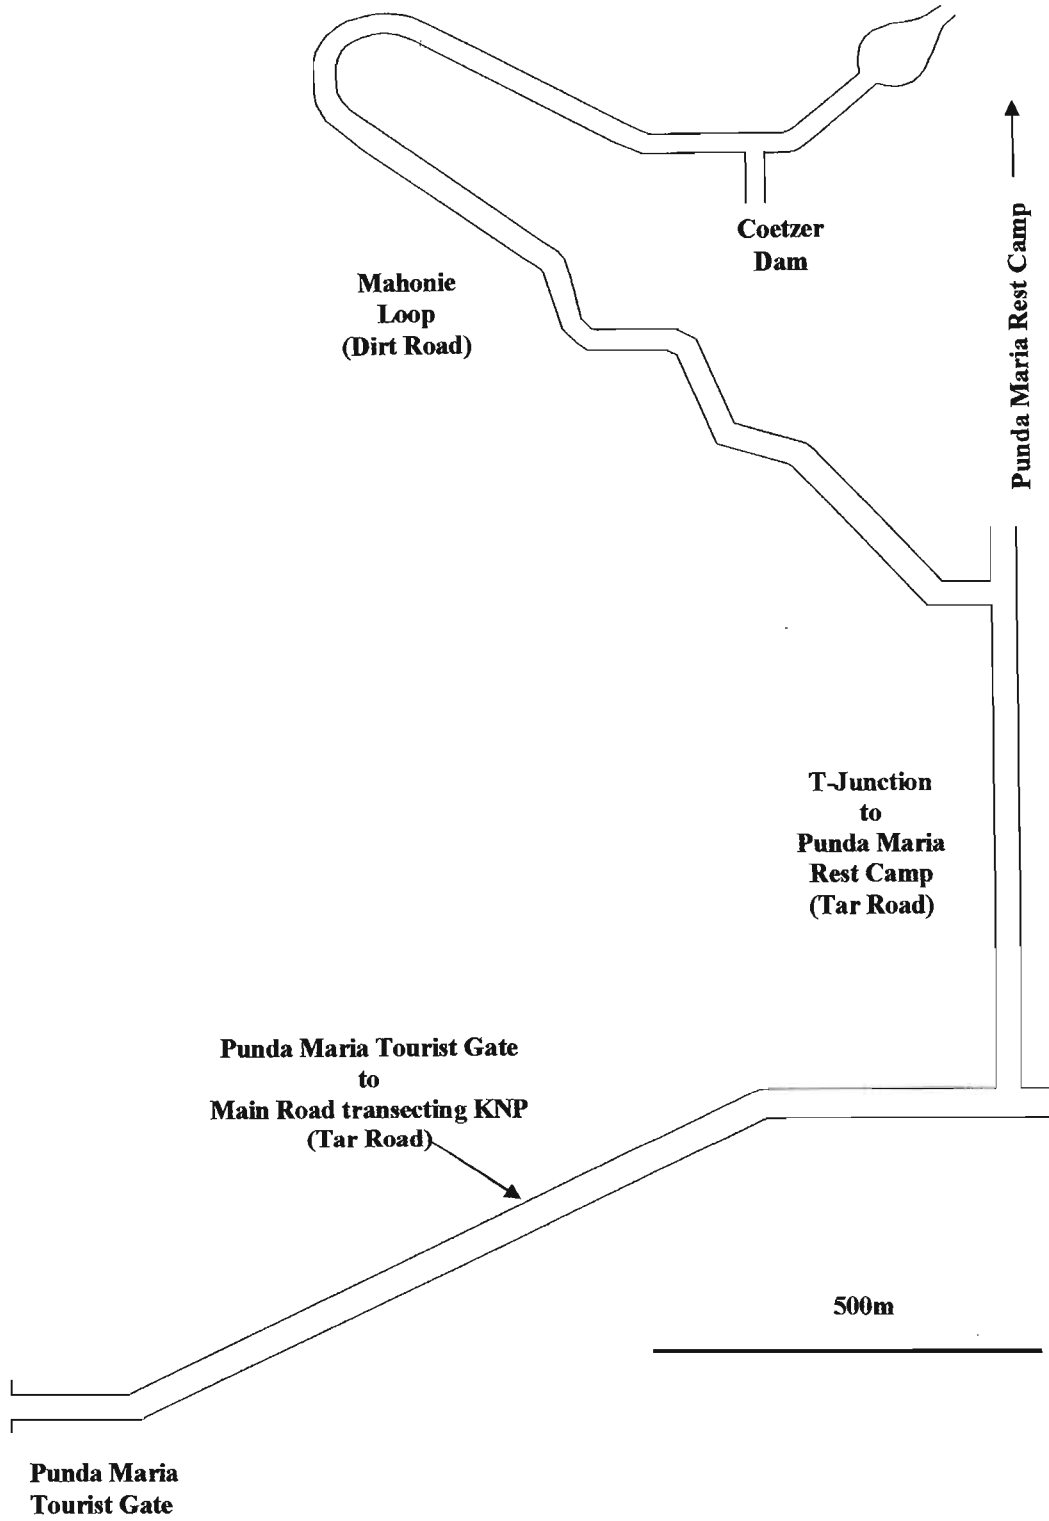 Coetzer
Dam
Mahonie
Loop
(Dirt Road)
Punda Maria Rest Camp
T-Junction
to
Punda Maria
Rest Camp
(Tar Road)
Punda Maria Tourist Gate
to
Main Road transecting KNP
(Tar Road)
500m
Punda Maria
Tourist Gate